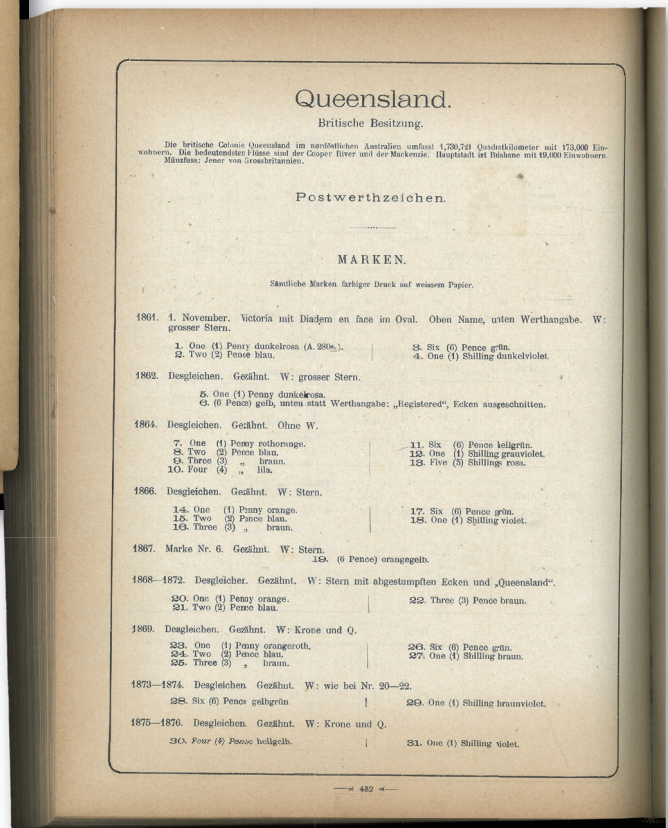 Queensland.
Britische Besitzung.
Die britische Colonie Queensland im nordöstlichen Australien umfasst 1,730,721 Quadratkilometer mit 173,000 Ein-
wohnern. Die bedeutendsten Flüsse sind der Cooper River und der Mackenzie. Hauptstadt ist Brisbane mit 19,000 Einwohnern.
Münzfuss: Jener von Grossbritannien.
Postwerthzeichen.
MARKEN.
Sämtliche Marken farbiger Druck auf weissem Papier.
1861. 1. November. Victoria mit Diadem en face im Oval. Oben Name, unten Werthangabe. W:
grosser Stern.
1. One (1) Penny dunkelrosa (A. 280 ).
2. Two (2) Pence blau.
3. Six (6) Pence grün.
4. One (1) Shilling dunkelviolet.
1862. Desgleichen. Gezähnt. W: grosser Stern.
5. One (1) Penny dunkelrosa.
6. (6 Pence) gelb, unten statt Werthangabe: „Registered“, Ecken ausgeschnitten.
1864. Desgleichen. Gezähnt. Ohne W.
7. One (1) Penny rothorange.
8. Two (2) Pence blau.
9. Three (3) „ braun.
10. Four (4) „ lila.
11. Six (6) Pence hellgrün.
12. One (1) Shilling grauviolet.
13. Five (5) Shillings rosa.
1866. Desgleichen. Gezähnt. W: Stern.
14. One (1) Penny orange.
15. Two (2) Pence blau.
16. Three (3) „ braun.
17. Six (6) Pence grün.
18. One (1) Shilling violet.
1867. Marke Nr. 6. Gezähnt. W: Stern.
19. (6 Pence) orangegelb.
1868—1872. Desgleichen. Gezähnt. W: Stern mit abgestumpften Ecken und „Queensland“.
20. One (1) Penny orange.
21. Two (2) Pence blau.
22. Three (3) Pence braun.
1869. Desgleichen. Gezähnt. W: Krone und Q.
23. One (1) Penny orangeroth.
24. Two (2) Pence blau.
25. Three (3) „ braun.
26. Six (6) Pence grün.
27. One (1) Shilling braun.
1873—1874. Desgleichen. Gezähnt. W: wie bei Nr. 20—22.
28. Six (6) Pence gelbgrün
29. One (1) Shilling braunviolet.
1875—1876. Desgleichen. Gezähnt. W: Krone und Q.
30. Four (4) Pence hellgelb.
31. One (1) Shilling violet.
432